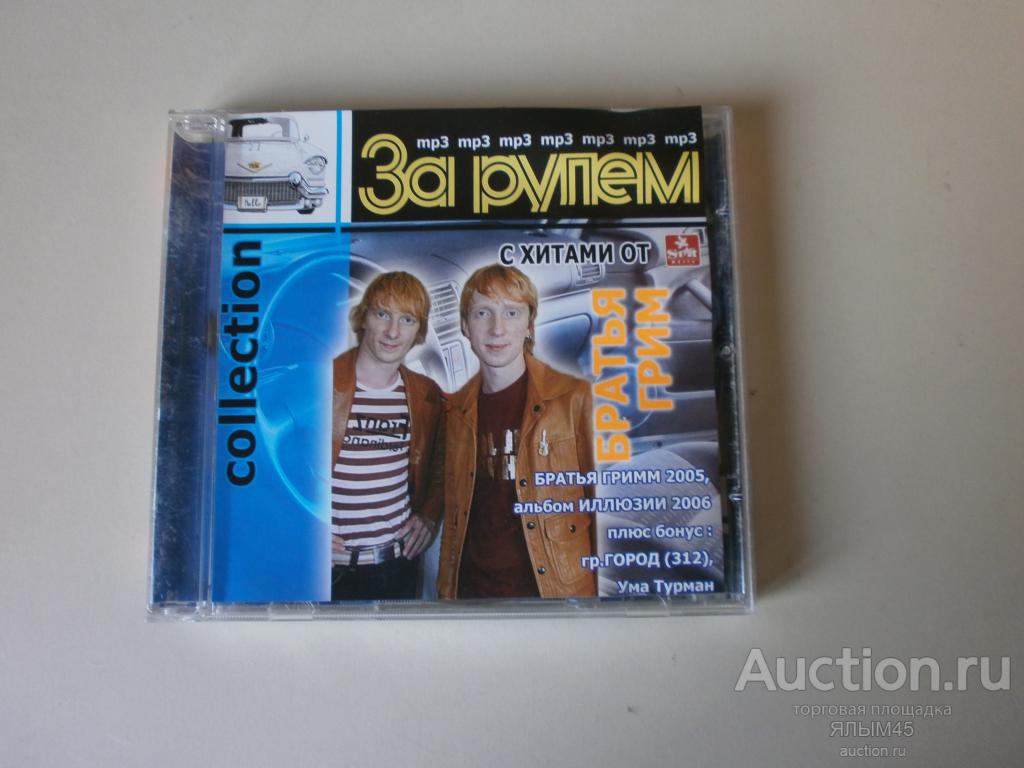 mp3 mp3 mp3 mp3 mp3 mp3 mp3
За рулем
Hello
collection
С ХИТАМИ ОТ
БРАТЬЯ
ГРИМ
БРАТЬЯ ГРИММ 2005,
альбом ИЛЛЮЗИИ 2006
плюс бонус :
гр.ГОРОД (312),
Ума Турман
Auction.ru
торговая площадка
ЯЛЫМ45
auction.ru